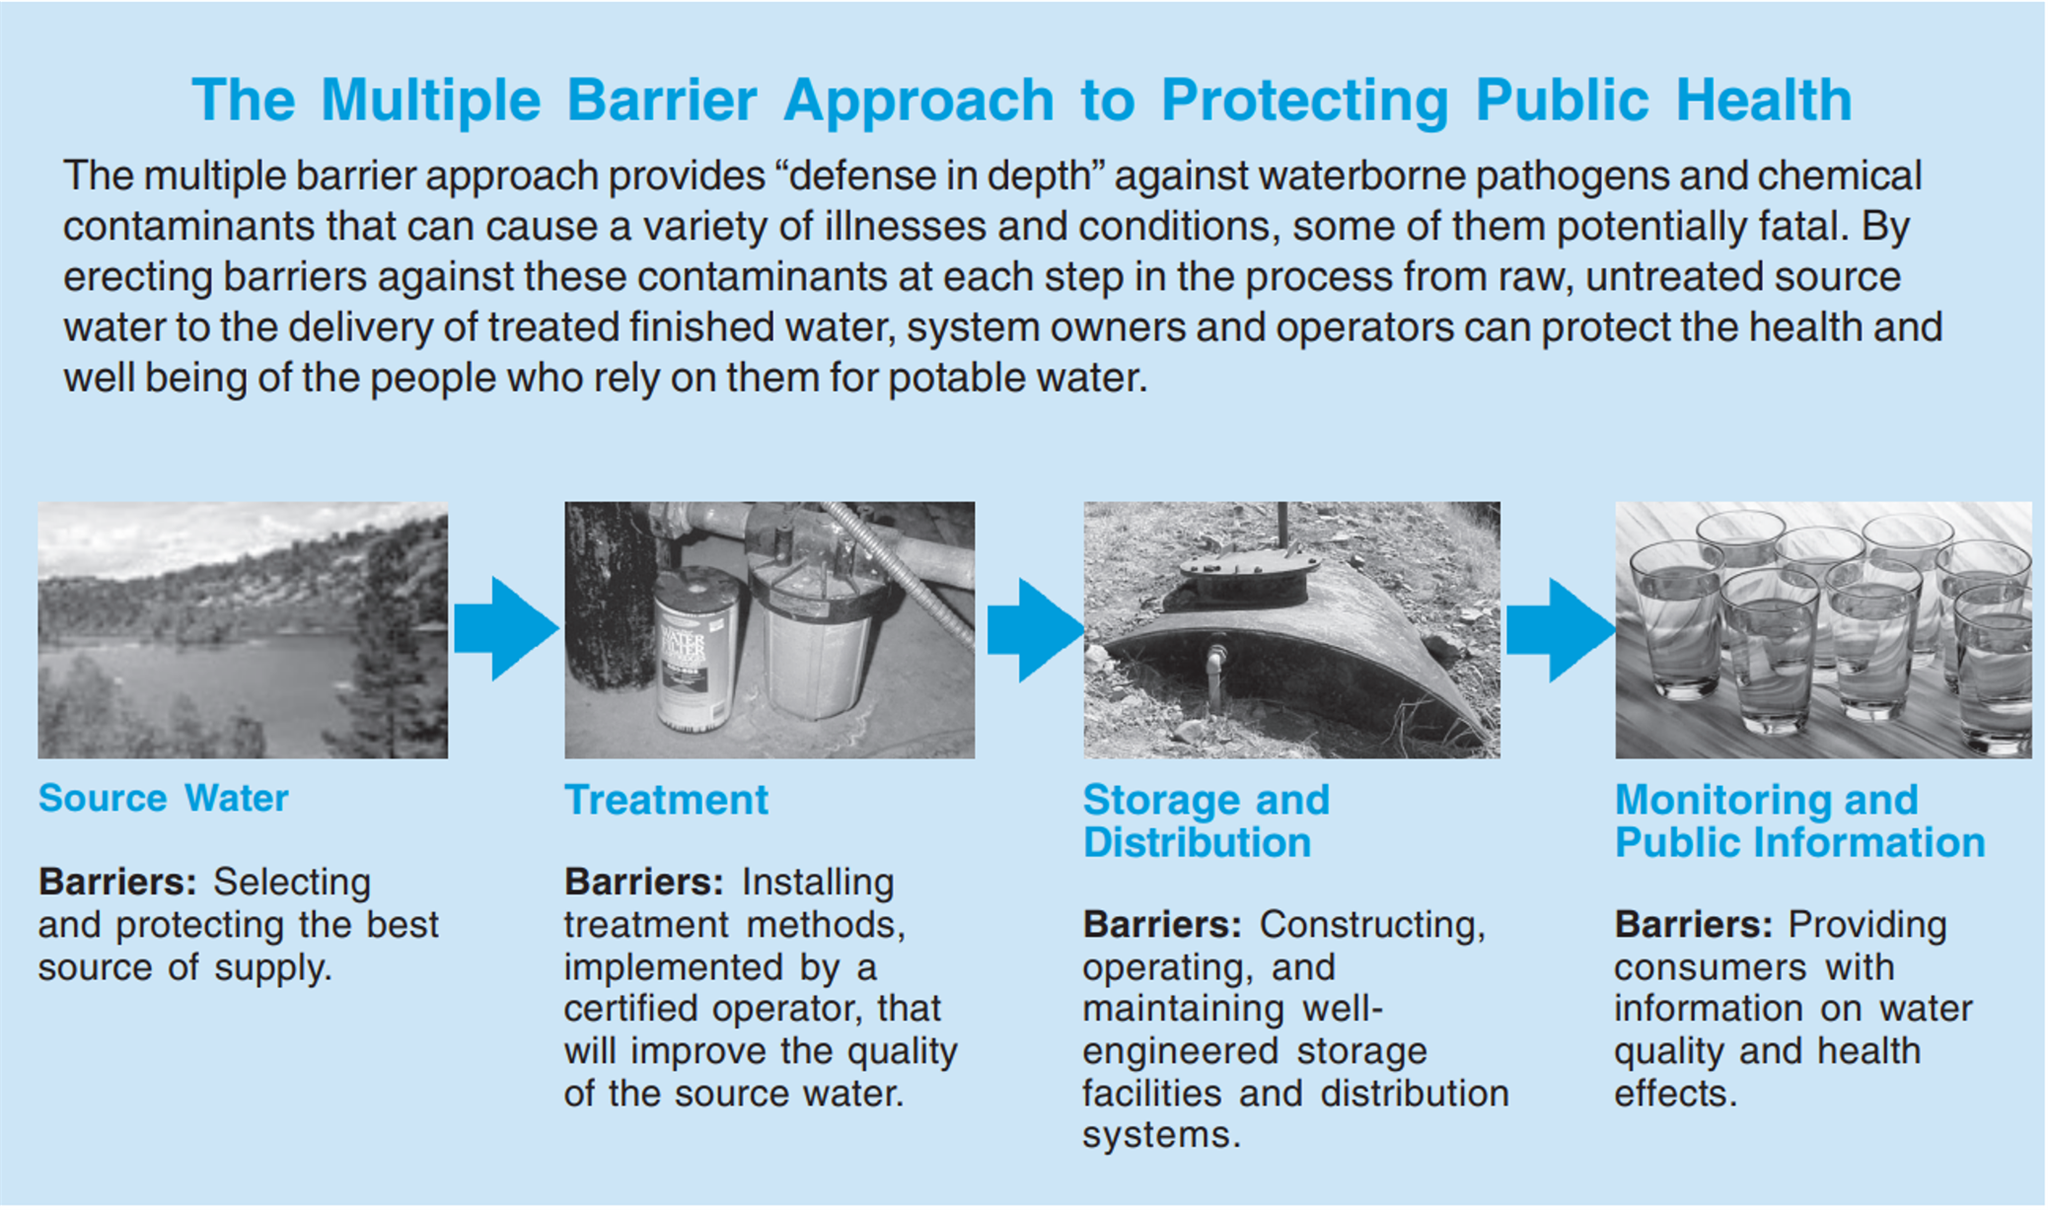 The Multiple Barrier Approach to Protecting Public Health
The multiple barrier approach provides “defense in depth” against waterborne pathogens and chemical
contaminants that can cause a variety of illnesses and conditions, some of them potentially fatal. By
erecting barriers against these contaminants at each step in the process from raw, untreated source
water to the delivery of treated finished water, system owners and operators can protect the health and
well being of the people who rely on them for potable water.
WATER
FILTER
Source Water
Barriers: Selecting
and protecting the best
source of supply.
Treatment
Barriers: Installing
treatment methods,
implemented by a
certified operator, that
will improve the quality
of the source water.
Storage and
Distribution
Barriers: Constructing,
operating, and
maintaining well-
engineered storage
facilities and distribution
systems.
Monitoring and
Public Information
Barriers: Providing
consumers with
information on water
quality and health
effects.